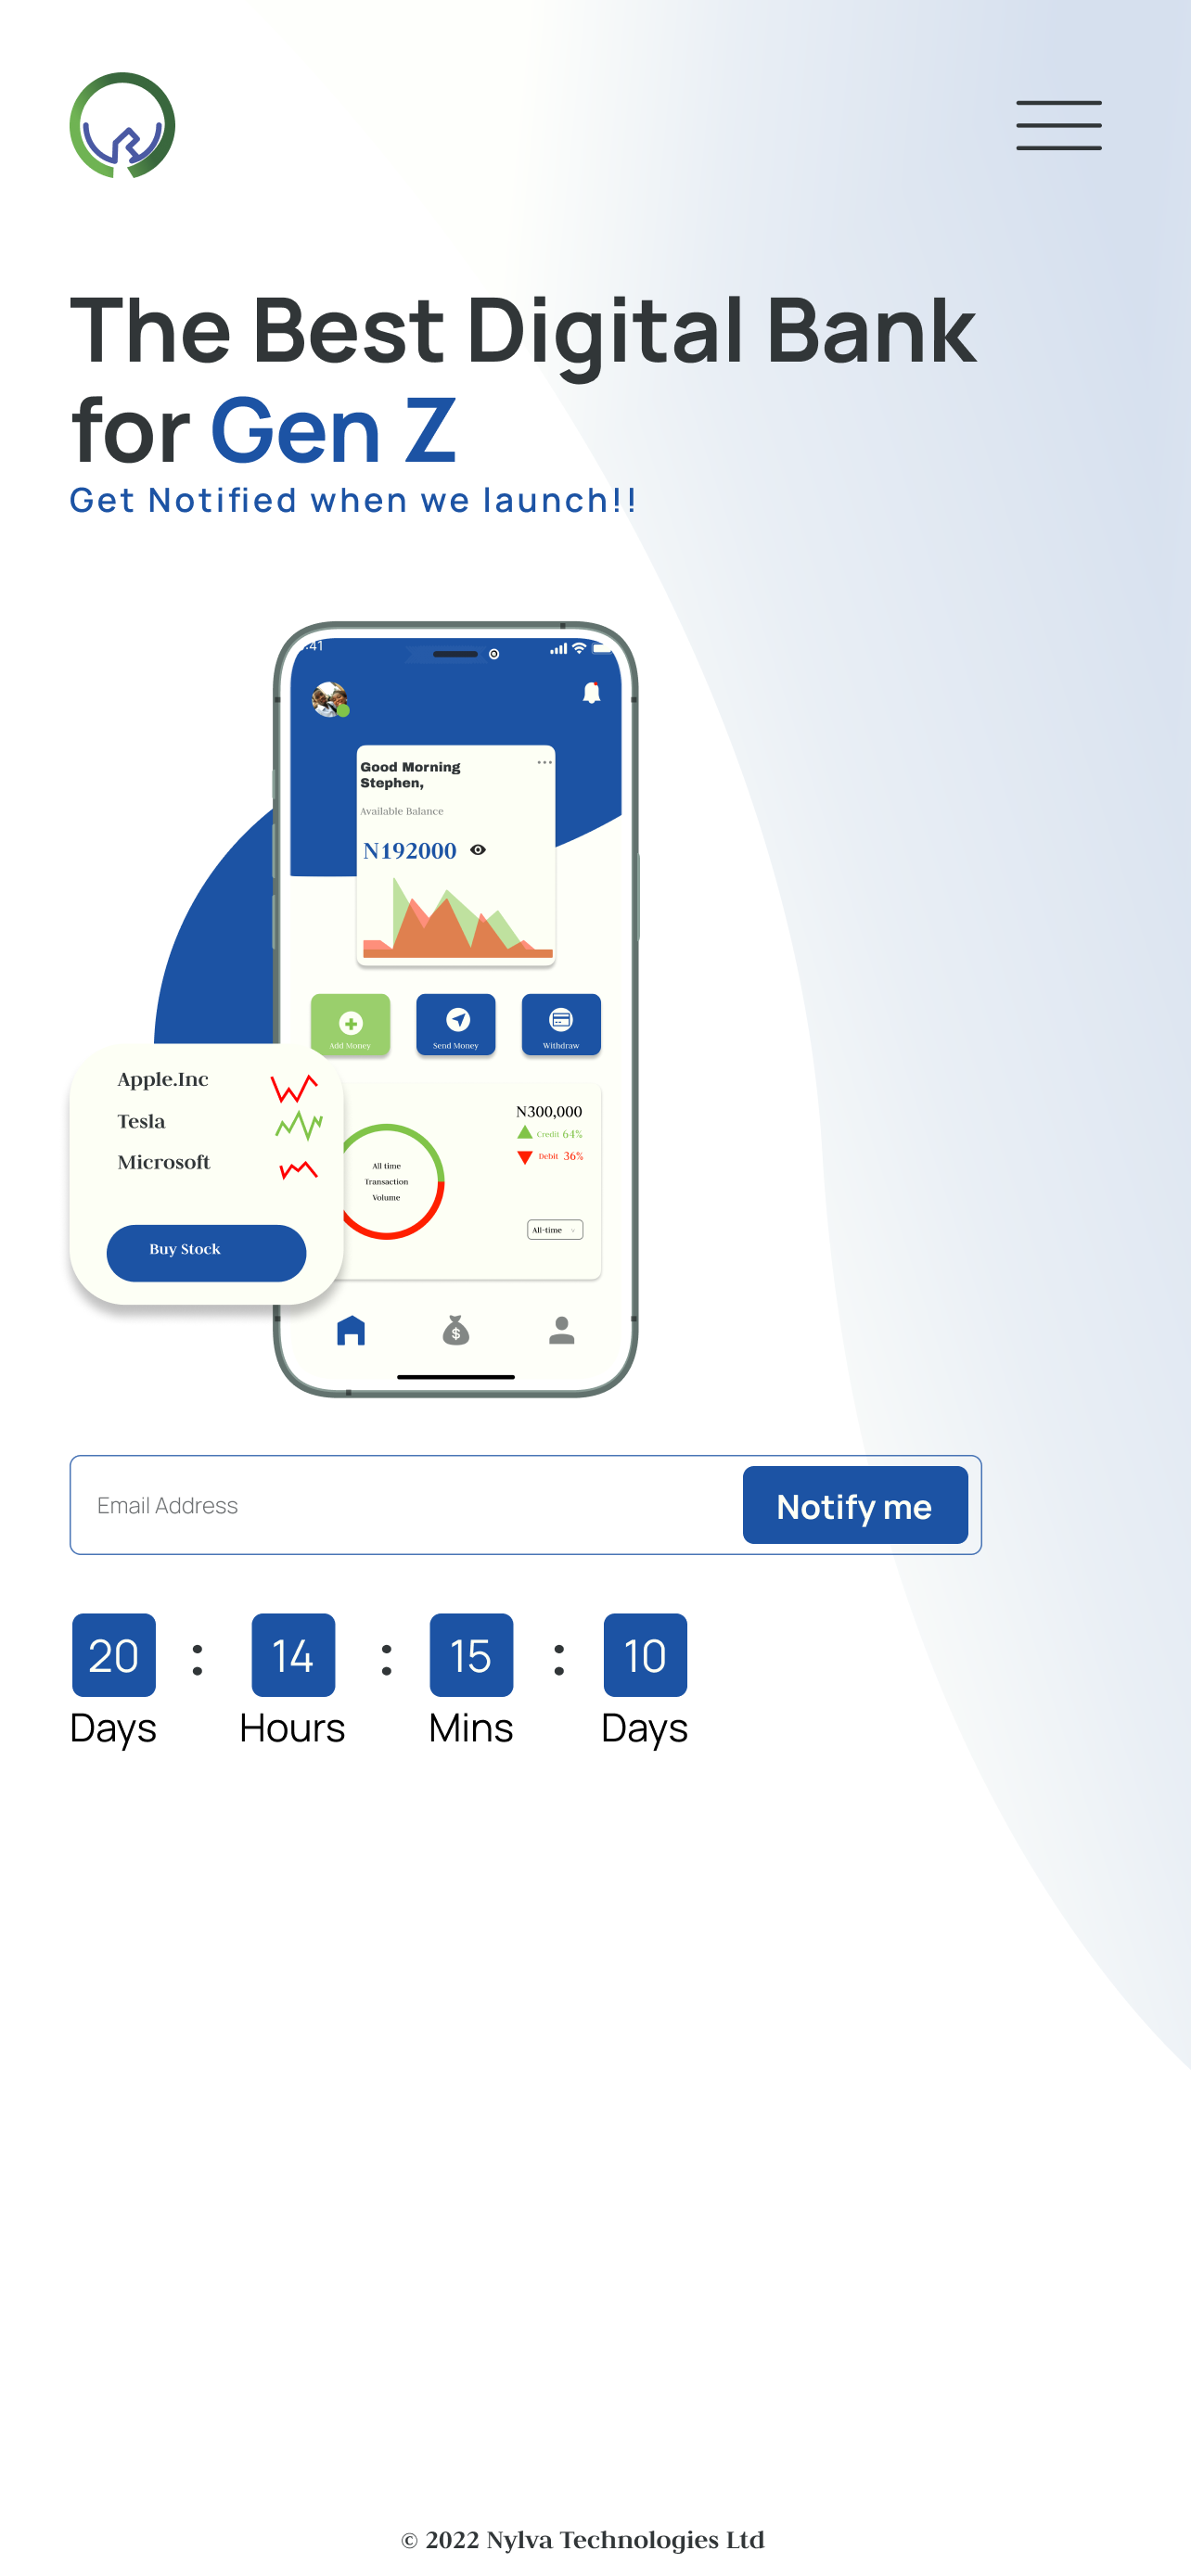 The Best Digital Bank
for Gen Z
Get Notified when we launch!!
:41
Good Morning
Stephen,
Available Balance
N192000
Add Money
Send Money
Withdraw
Apple.Inc
Tesla
Microsoft
Buy Stock
All time
Transaction
Volume
N300,000
Credit 64%
Debit 36%
All-time
$
Email Address
Notify me
20 : 14 : 15 : 10
Days Hours Mins Days
© 2022 Nylva Technologies Ltd